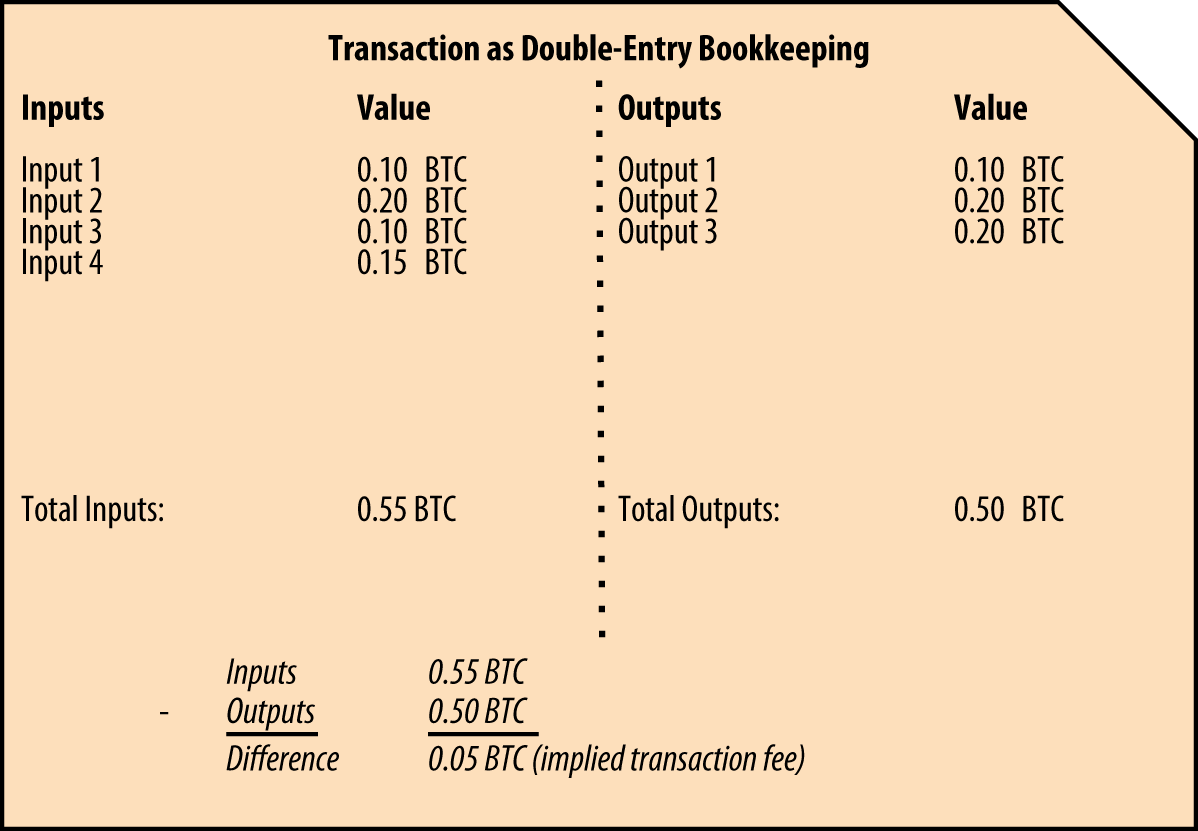 Transaction as Double-Entry Bookkeeping
Inputs Value Outputs Value
Input 1 0.10 BTC Output 1 0.10 BTC
Input 2 0.20 BTC Output 2 0.20 BTC
Input 3 0.10 BTC Output 3 0.20 BTC
Input 4 0.15 BTC
Total Inputs: 0.55 BTC Total Outputs: 0.50 BTC
Inputs 0.55 BTC
- Outputs 0.50 BTC
Difference 0.05 BTC (implied transaction fee)